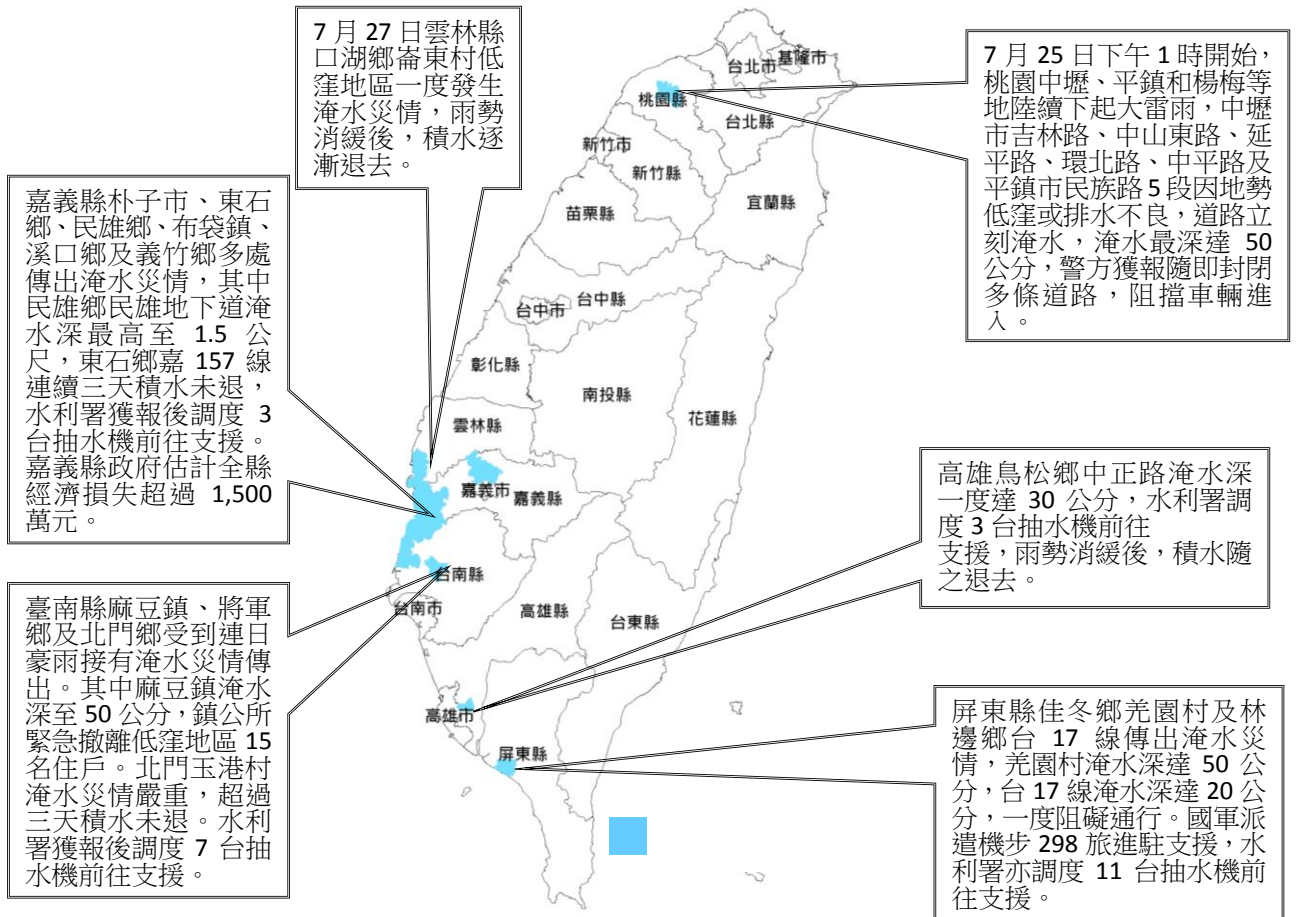 7 月 27 日雲林縣
口湖鄉崙東村低
窪地區一度發生
淹水災情，雨勢
消緩後，積水逐
漸退去。
7 月 25 日下午 1 時開始，
桃園中壢、平鎮和楊梅等
地陸續下起大雷雨，中壢
市吉林路、中山東路、延
平路、環北路、中平路及
平鎮市民族路 5 段因地勢
低窪或排水不良，道路立
刻淹水，淹水最深達 50
公分，警方獲報隨即封閉
多條道路，阻擋車輛進
入。
嘉義縣朴子市、東石
鄉、民雄鄉、布袋鎮、
溪口鄉及義竹鄉多處
傳出淹水災情，其中
民雄鄉民雄地下道淹
水深最高至 1.5 公
尺，東石鄉嘉 157 線
連續三天積水未退，
水利署獲報後調度 3
台抽水機前往支援。
嘉義縣政府估計全縣
經濟損失超過 1,500
萬元。
基隆市
台北市
桃園縣
台北縣
新竹市
新竹縣
宜蘭縣
苗栗縣
台中縣
台中市
彰化縣
南投縣
花蓮縣
雲林縣
嘉義市
嘉義縣
台南縣
台南市
高雄縣
台東縣
高雄市
屏東縣
高雄鳥松鄉中正路淹水深
一度達 30 公分，水利署調
度 3 台抽水機前往
支援，雨勢消緩後，積水隨
之退去。
臺南縣麻豆鎮、將軍
鄉及北門鄉受到連日
豪雨接有淹水災情傳
出。其中麻豆鎮淹水
深至 50 公分，鎮公所
緊急撤離低窪地區 15
名住戶。北門玉港村
淹水災情嚴重，超過
三天積水未退。水利
署獲報後調度 7 台抽
水機前往支援。
屏東縣佳冬鄉羌園村及林
邊鄉台 17 線傳出淹水災
情，羌園村淹水深達 50 公
分，台 17 線淹水深達 20 公
分，一度阻礙通行。國軍派
遣機步 298 旅進駐支援，水
利署亦調度 11 台抽水機前
往支援。